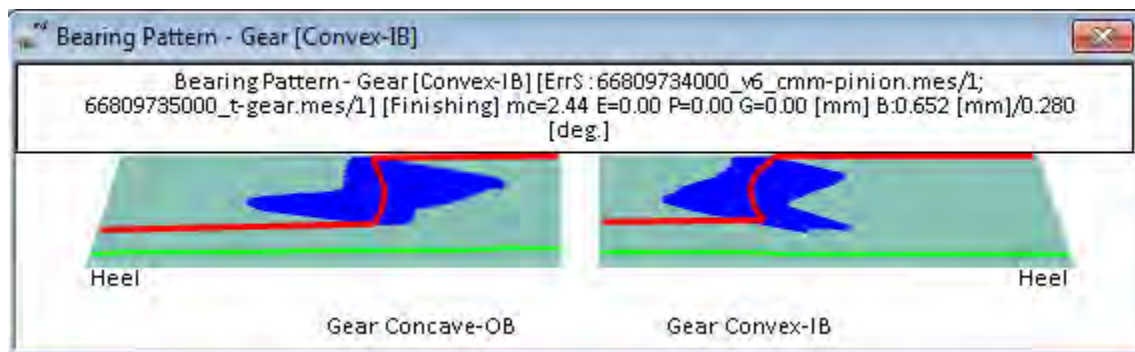 Bearing Pattern - Gear [Convex-IB]
Bearing Pattern - Gear [Convex-IB] [ErrS : 66809734000_v6_cmm-pinion.mes/1;
66809735000_t-gear.mes/1] [Finishing] mc=2.44 E=0.00 P=0.00 G=0.00 [mm] B:0.652 [mm]/0.280
[deg.]
Heel
Heel
Gear Concave-OB
Gear Convex-IB